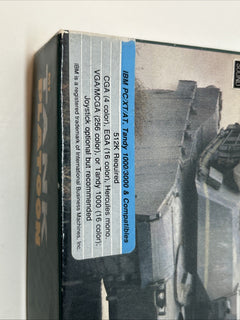 IBM PC/XT/AT, Tandy 1000, 3000 & Compatibles
512K Required
CGA (4 color), EGA (16 color), Hercules mono,
VGA/MCGA (256 color), or Tandy 1000 (16 color);
Joystick optional but recommended
IBM is a registered trademark of International Business Machines, Inc.